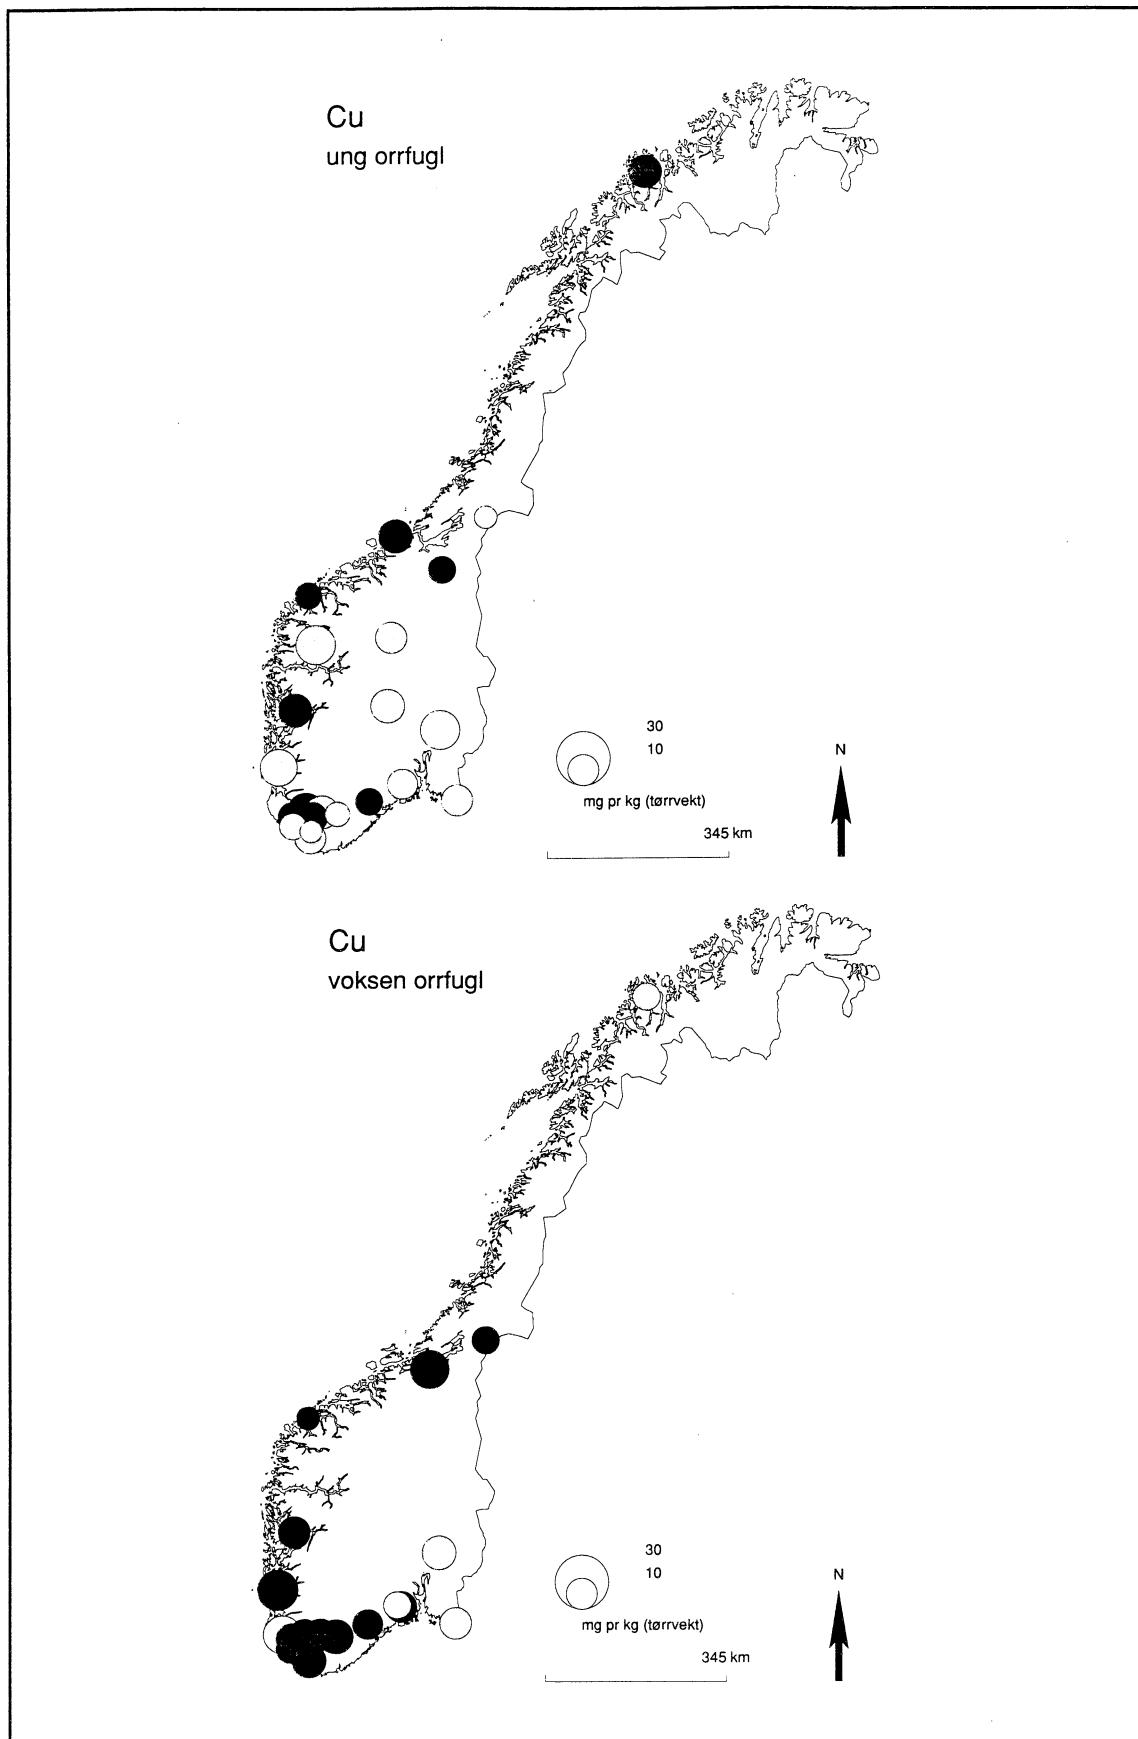 Cu
ung orrfugl
30
10
mg pr kg (tørrvekt)
345 km
N
Cu
voksen orrfugl
30
10
mg pr kg (tørrvekt)
345 km
N